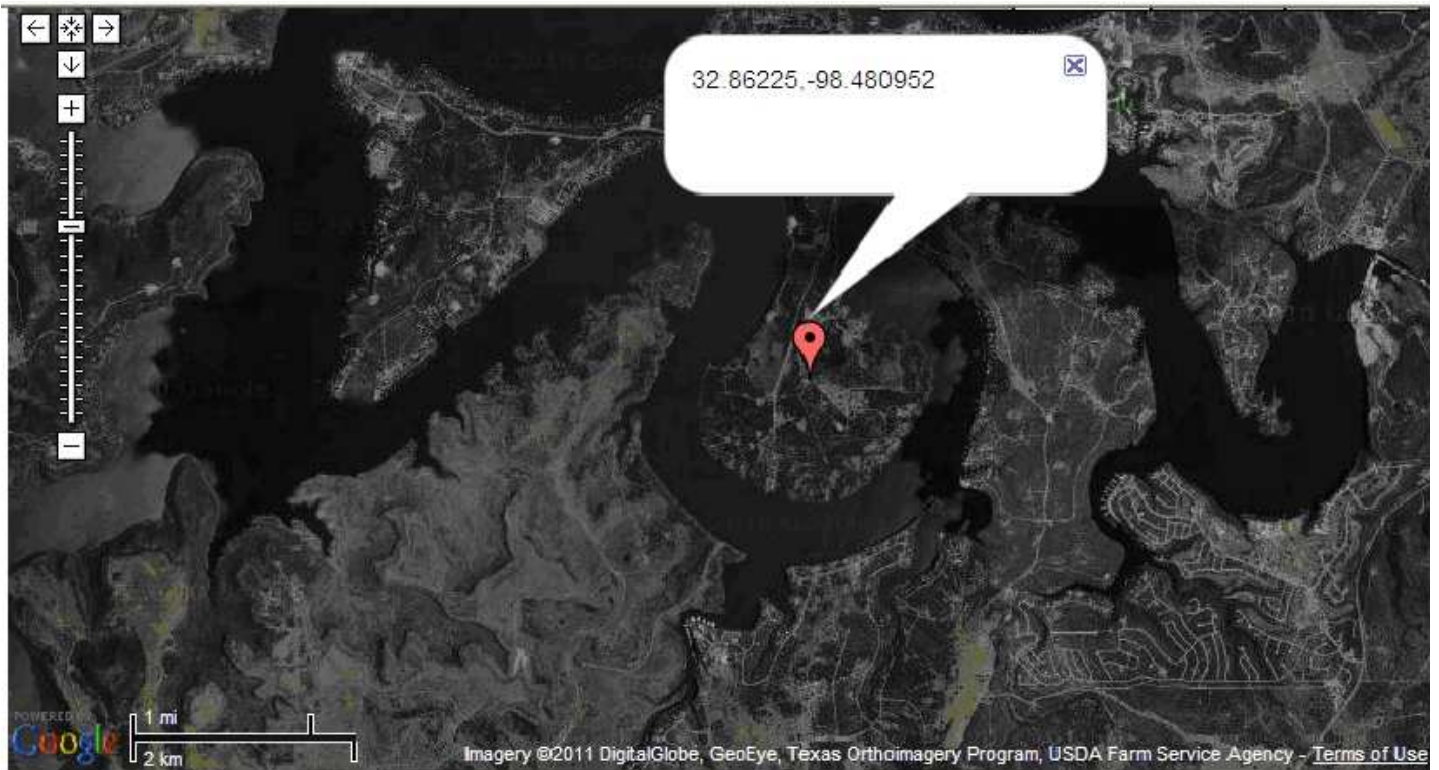 32.86225,-98.480952
POWERED BY
Google
1 mi
2 km
Imagery ©2011 DigitalGlobe, GeoEye, Texas Orthoimagery Program, USDA Farm Service Agency - Terms of Use